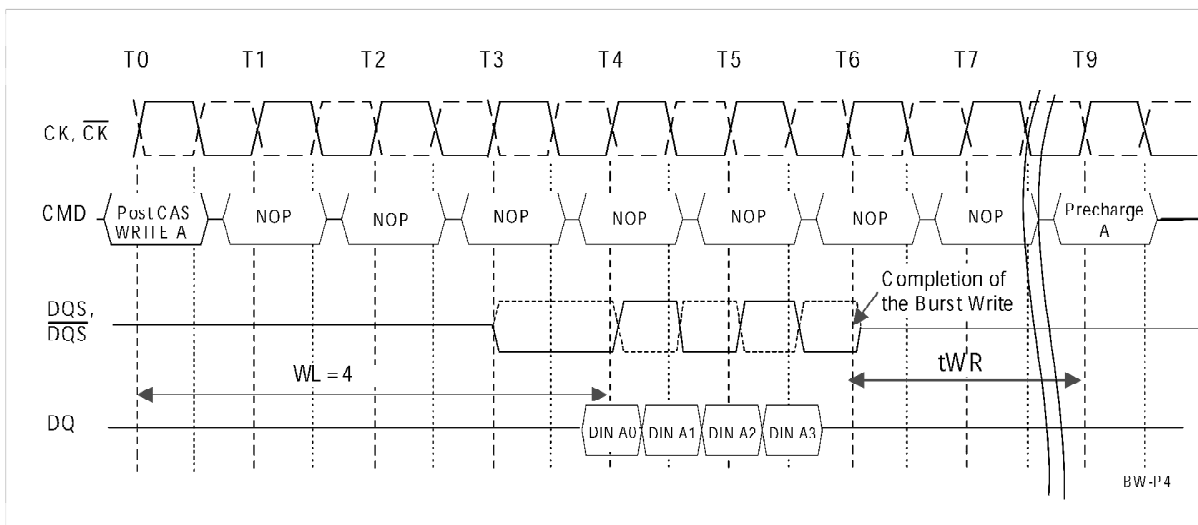 T0 T1 T2 T3 T4 T5 T6 T7 T9
CK, CK
CMD
Post CAS
WRITE A
NOP
NOP
NOP
NOP
NOP
NOP
NOP
Precharge
A
DQS,
DQS
Completion of
the Burst Write
WL = 4
tWR
DQ
DIN A0
DIN A1
DIN A2
DIN A3
BW-P4